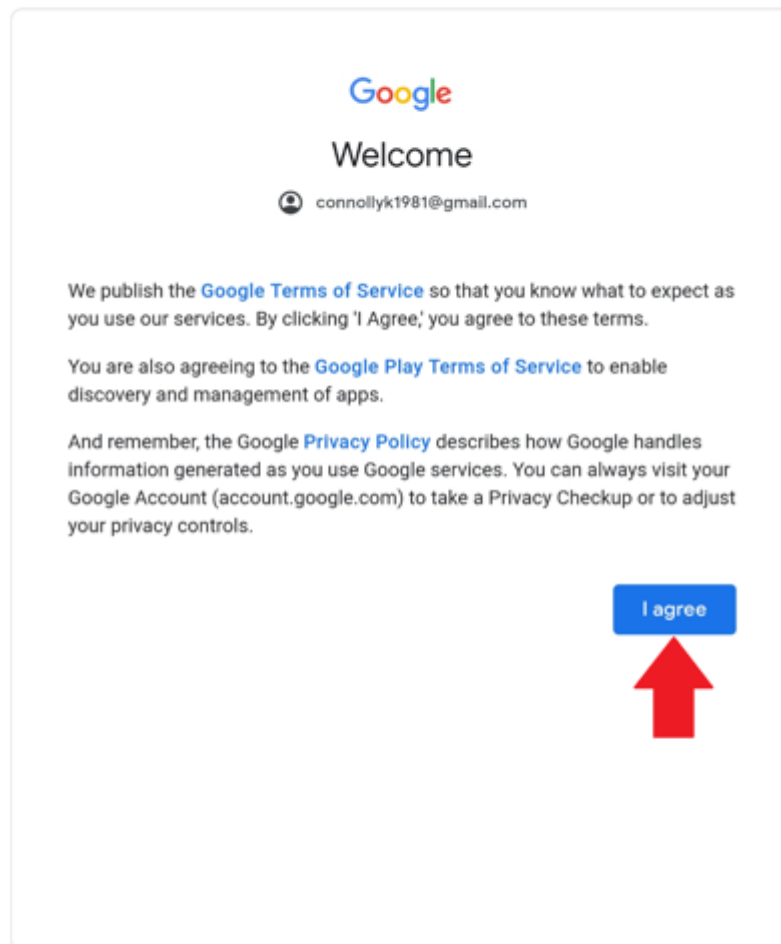 Google
Welcome
connollyk1981@gmail.com
We publish the Google Terms of Service so that you know what to expect as
you use our services. By clicking 'I Agree,' you agree to these terms.
You are also agreeing to the Google Play Terms of Service to enable
discovery and management of apps.
And remember, the Google Privacy Policy describes how Google handles
information generated as you use Google services. You can always visit your
Google Account (account.google.com) to take a Privacy Checkup or to adjust
your privacy controls.
I agree